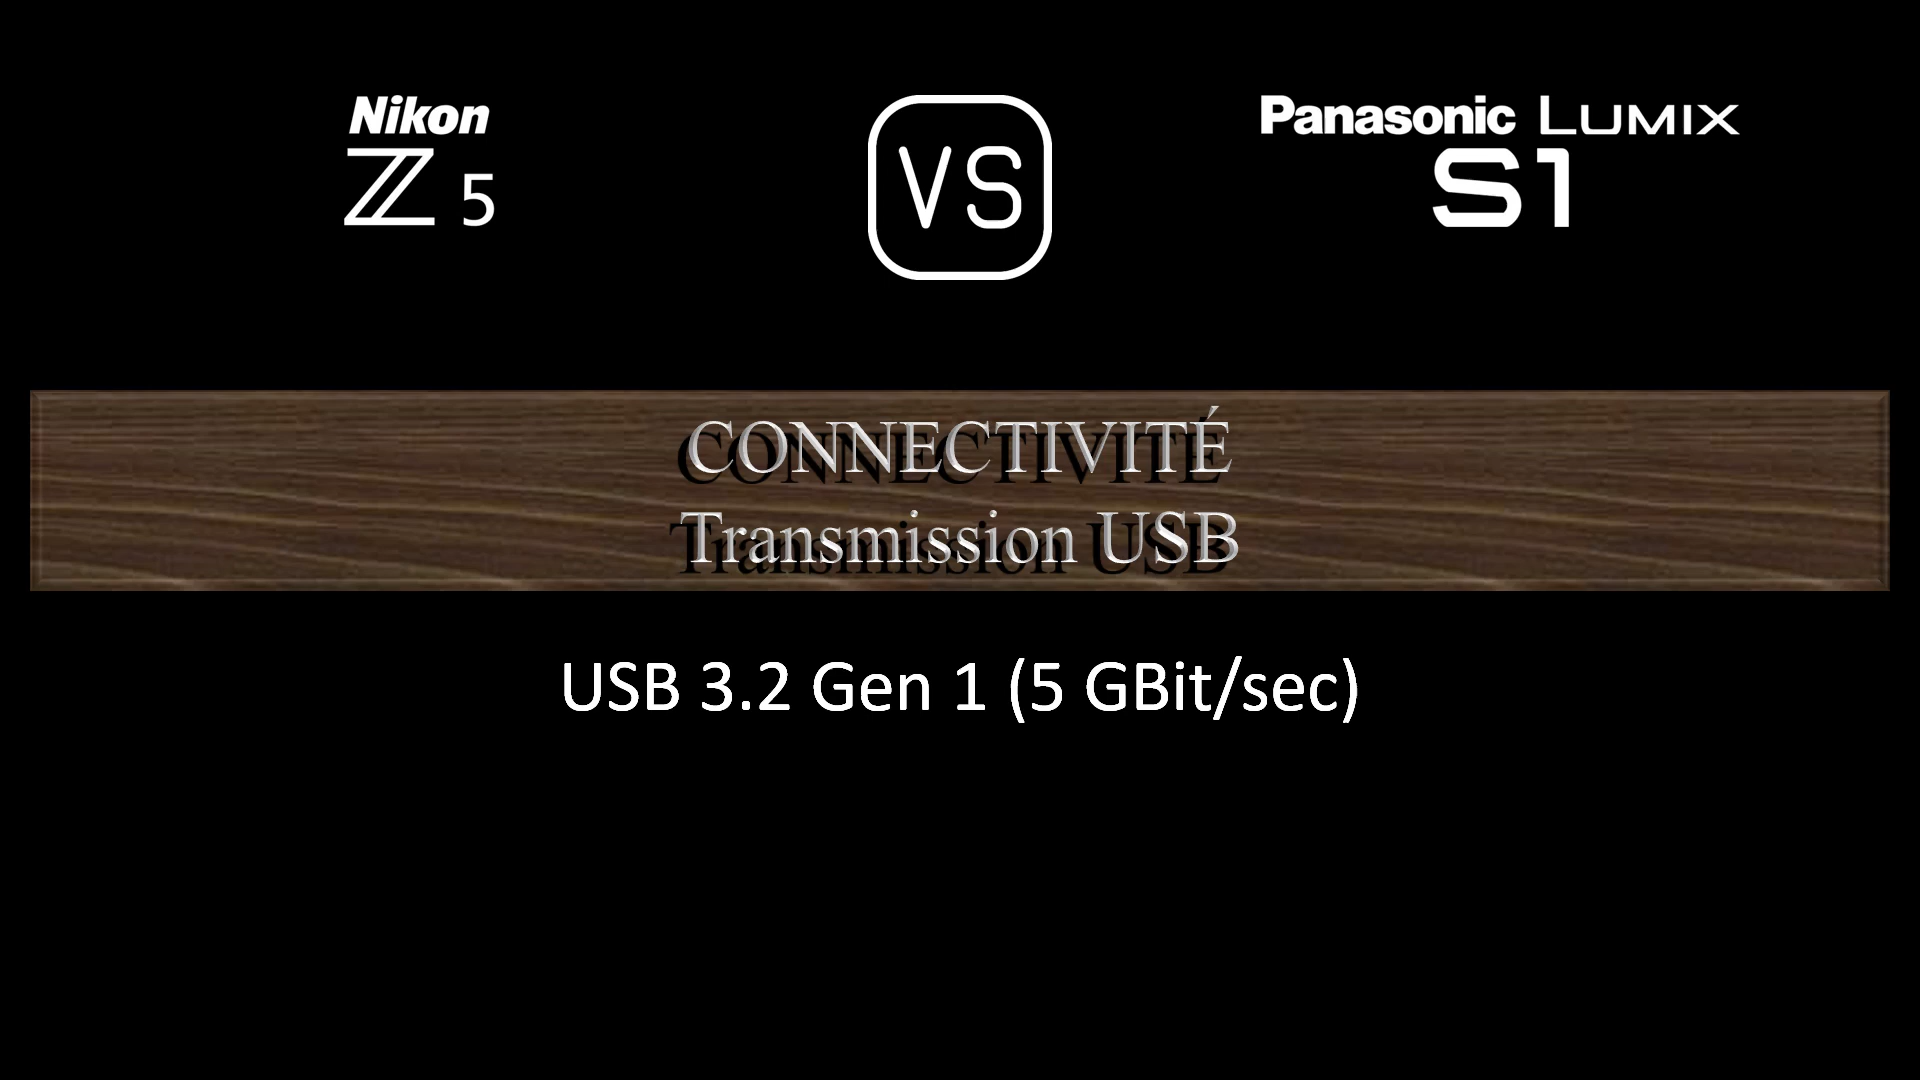 Nikon
Z 5
VS
Panasonic LUMIX
S1
CONNECTIVITÉ
Transmission USB
USB 3.2 Gen 1 (5 GBit/sec)